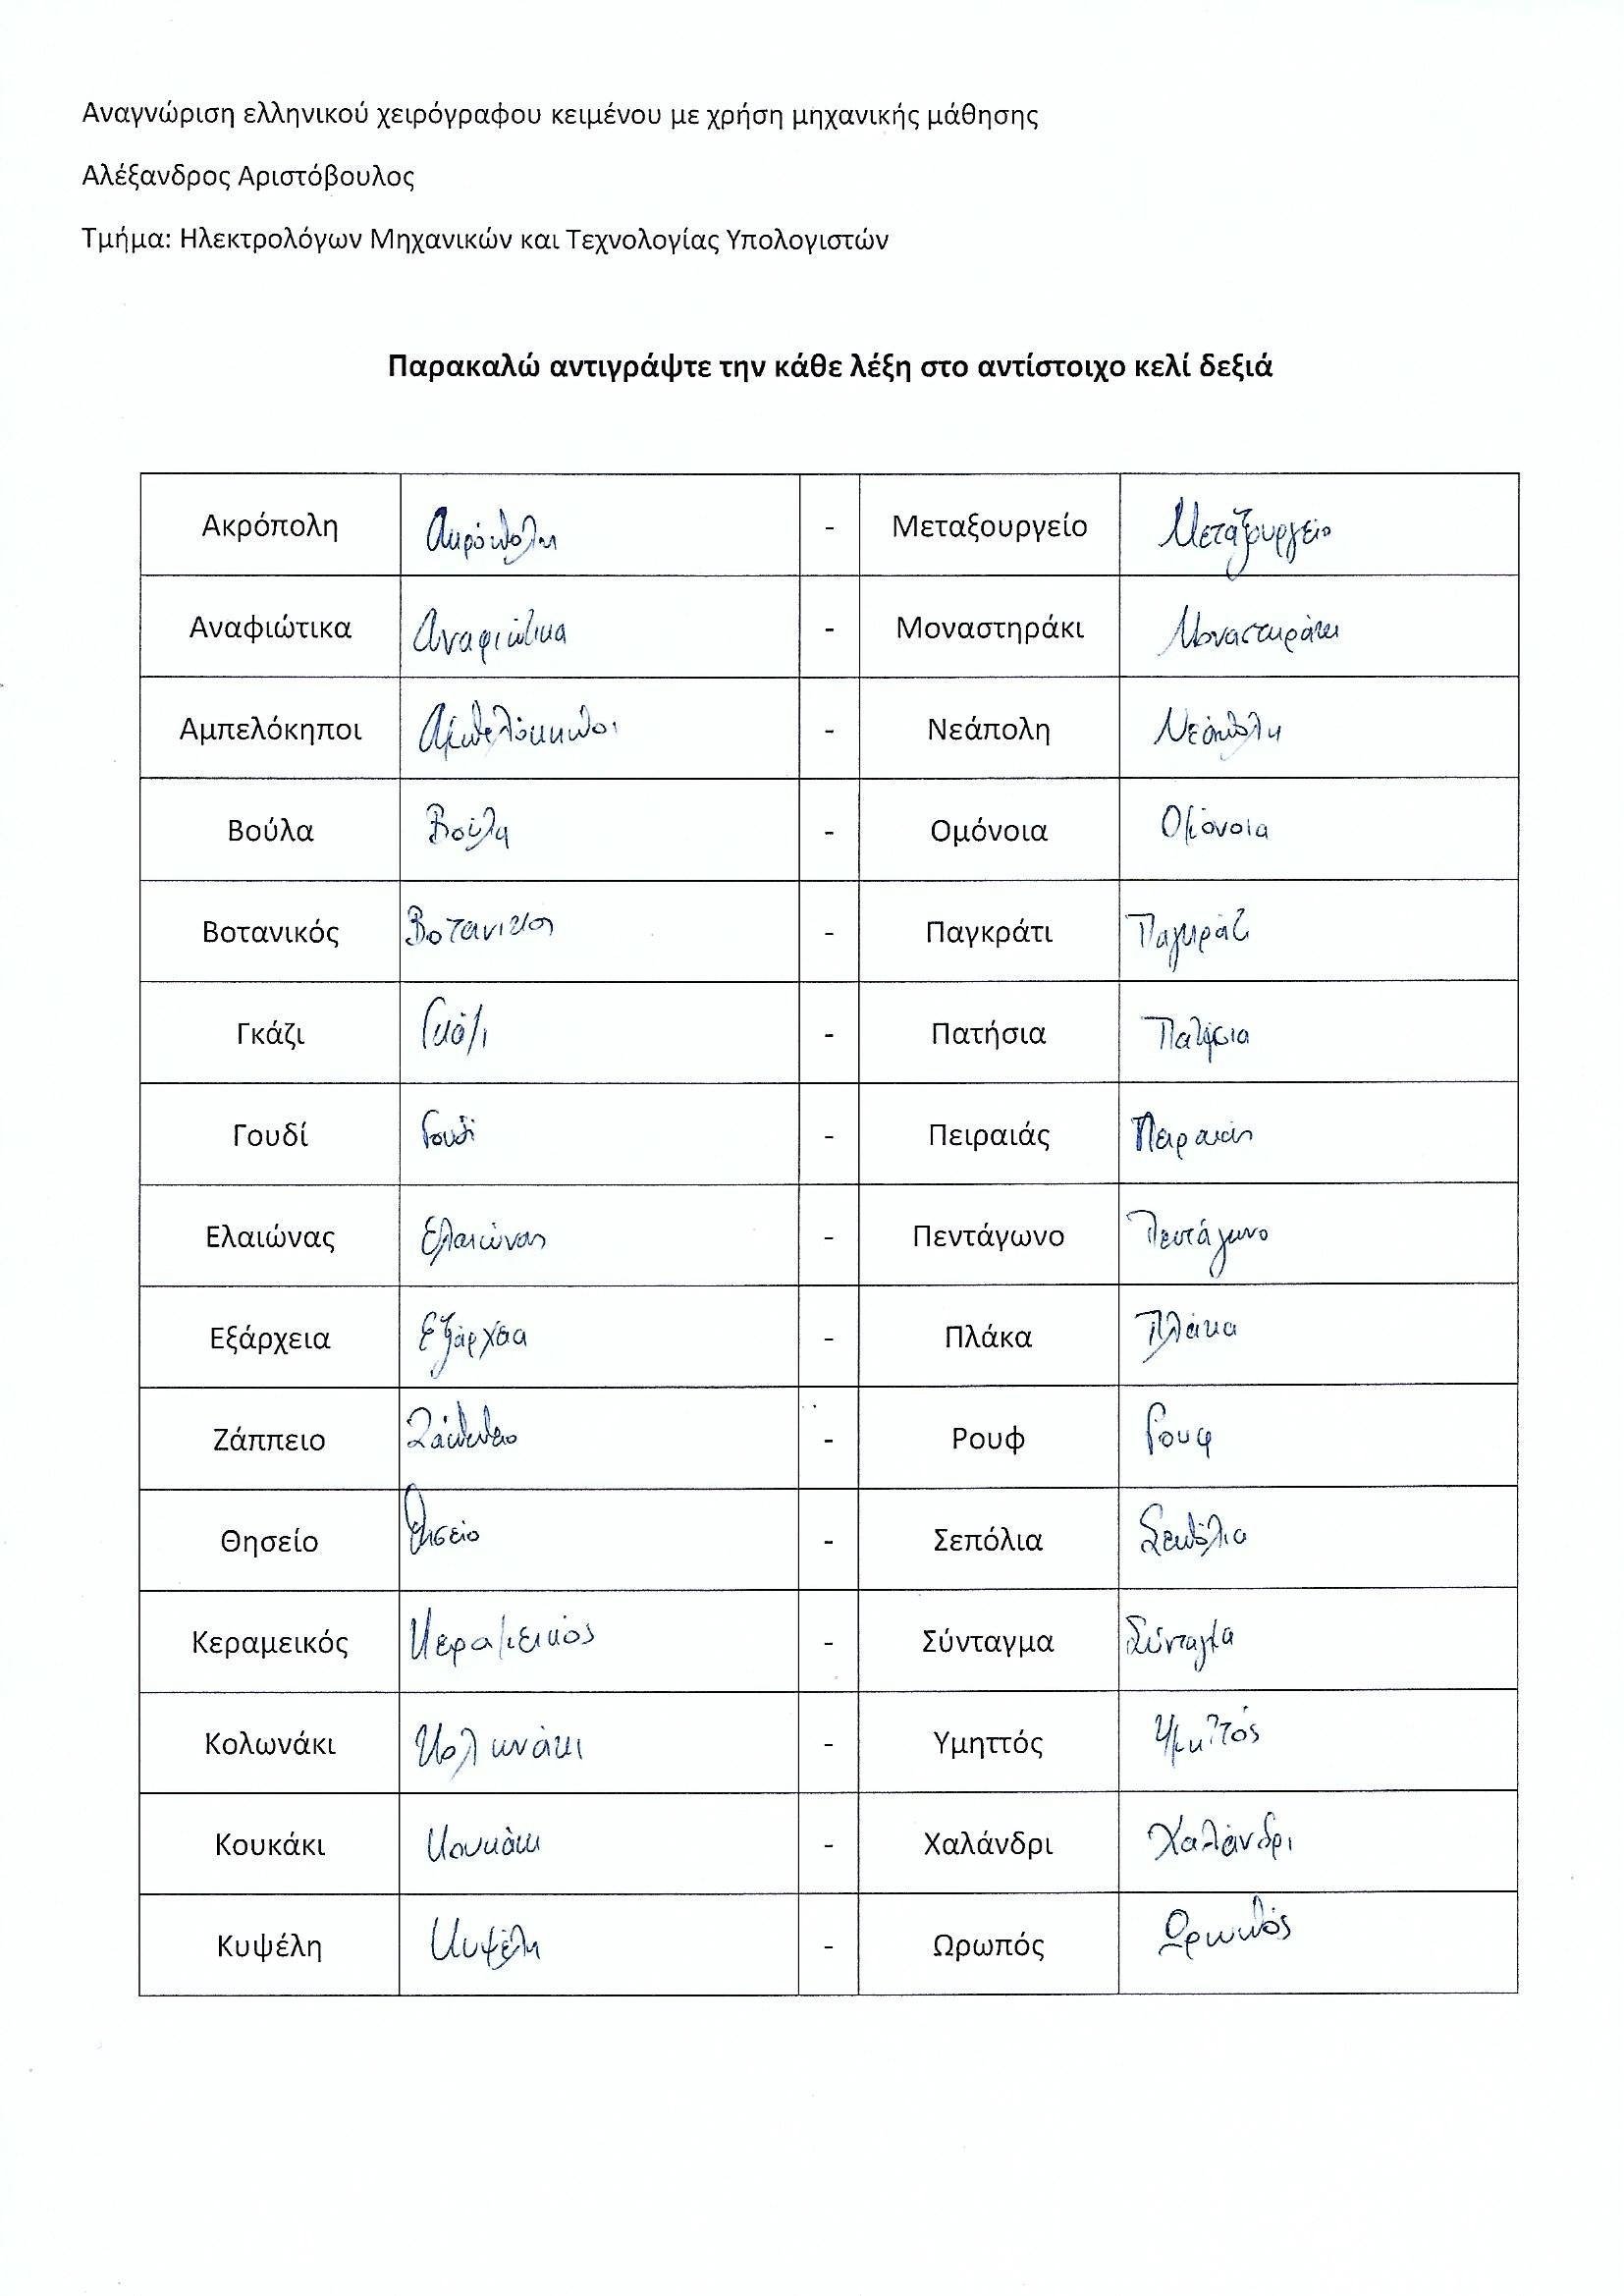 Αναγνώριση ελληνικού χειρόγραφου κειμένου με χρήση μηχανικής μάθησης
Αλέξανδρος Αριστόβουλος
Τμήμα: Ηλεκτρολόγων Μηχανικών και Τεχνολογίας Υπολογιστών
Παρακαλώ αντιγράψτε την κάθε λέξη στο αντίστοιχο κελί δεξιά
Ακρόπολη Ακρόπολη - Μεταξουργείο Μεταξουργείο
Αναφιώτικα Αναφιώτικα - Μοναστηράκι Μοναστηράκι
Αμπελόκηποι Αμπελόκηποι - Νεάπολη Νεάπολη
Βούλα Βούλα - Ομόνοια Ομόνοια
Βοτανικός Βοτανικός - Παγκράτι Παγκράτι
Γκάζι Γκάζι - Πατήσια Πατήσια
Γουδί Γουδί - Πειραιάς Πειραιάς
Ελαιώνας Ελαιώνας - Πεντάγωνο Πεντάγωνο
Εξάρχεια Εξάρχεια - Πλάκα Πλάκα
Ζάππειο Ζάππειο - Ρουφ Ρουφ
Θησείο Θησείο - Σεπόλια Σεπόλια
Κεραμεικός Κεραμεικός - Σύνταγμα Σύνταγμα
Κολωνάκι Κολωνάκι - Υμηττός Υμηττός
Κουκάκι Κουκάκι - Χαλάνδρι Χαλάνδρι
Κυψέλη Κυψέλη - Ωρωπός Ωρωπός